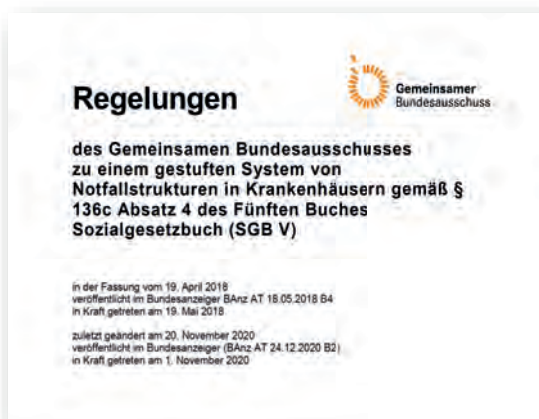 Regelungen
Gemeinsamer
Bundesausschuss
des Gemeinsamen Bundesausschusses
zu einem gestuften System von
Notfallstrukturen in Krankenhäusern gemäß §
136c Absatz 4 des Fünften Buches
Sozialgesetzbuch (SGB V)
in der Fassung vom 19. April 2018
veröffentlicht im Bundesanzeiger BAnz AT 18.05.2018 B4
in Kraft getreten am 19. Mai 2018
zuletzt geändert am 20. November 2020
veröffentlicht im Bundesanzeiger (BAnz AT 24.12.2020 B2)
in Kraft getreten am 1. November 2020